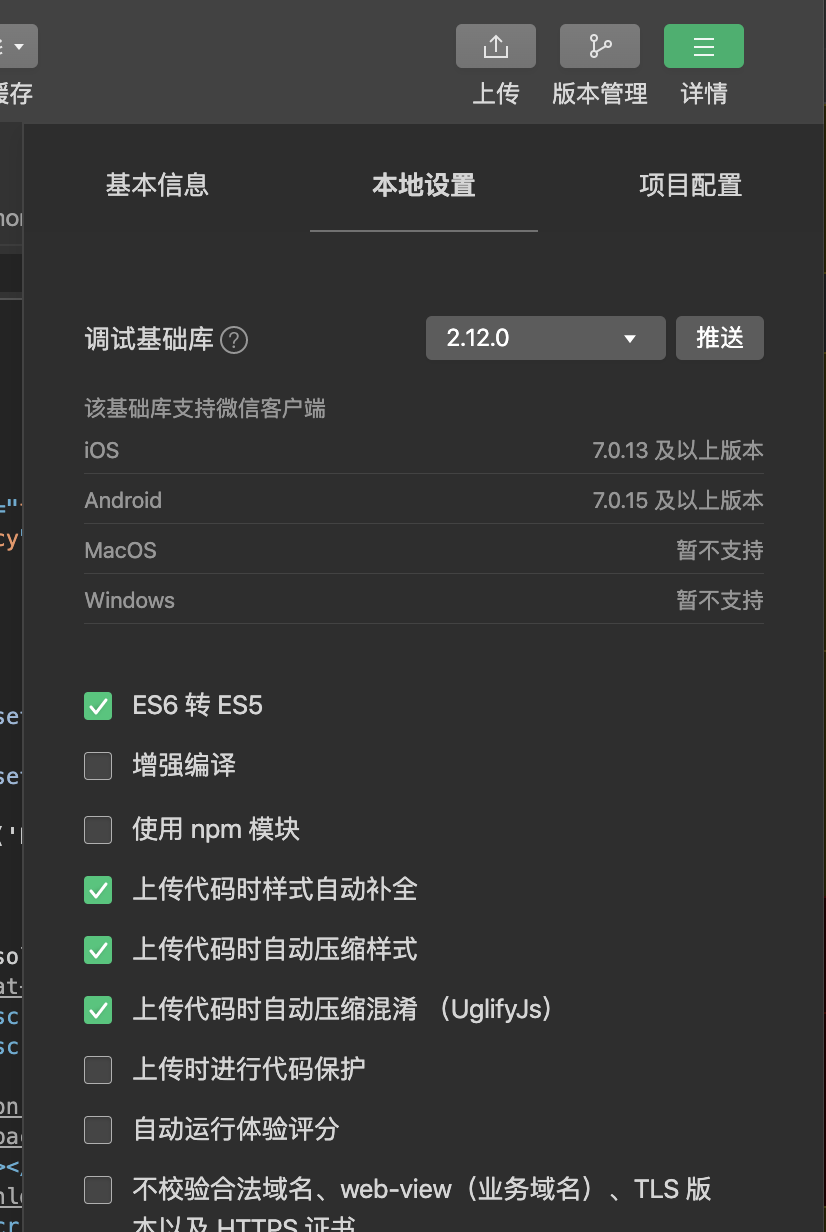 上传
版本管理
详情
缓存
基本信息
本地设置
项目配置
调试基础库 ?
2.12.0
推送
该基础库支持微信客户端
iOS
7.0.13 及以上版本
Android
7.0.15 及以上版本
MacOS
暂不支持
Windows
暂不支持
ES6 转 ES5
增强编译
使用 npm 模块
上传代码时样式自动补全
上传代码时自动压缩样式
上传代码时自动压缩混淆 （UglifyJs）
上传时进行代码保护
自动运行体验评分
不校验合法域名、web-view（业务域名）、TLS 版
本以及 HTTPS 证书